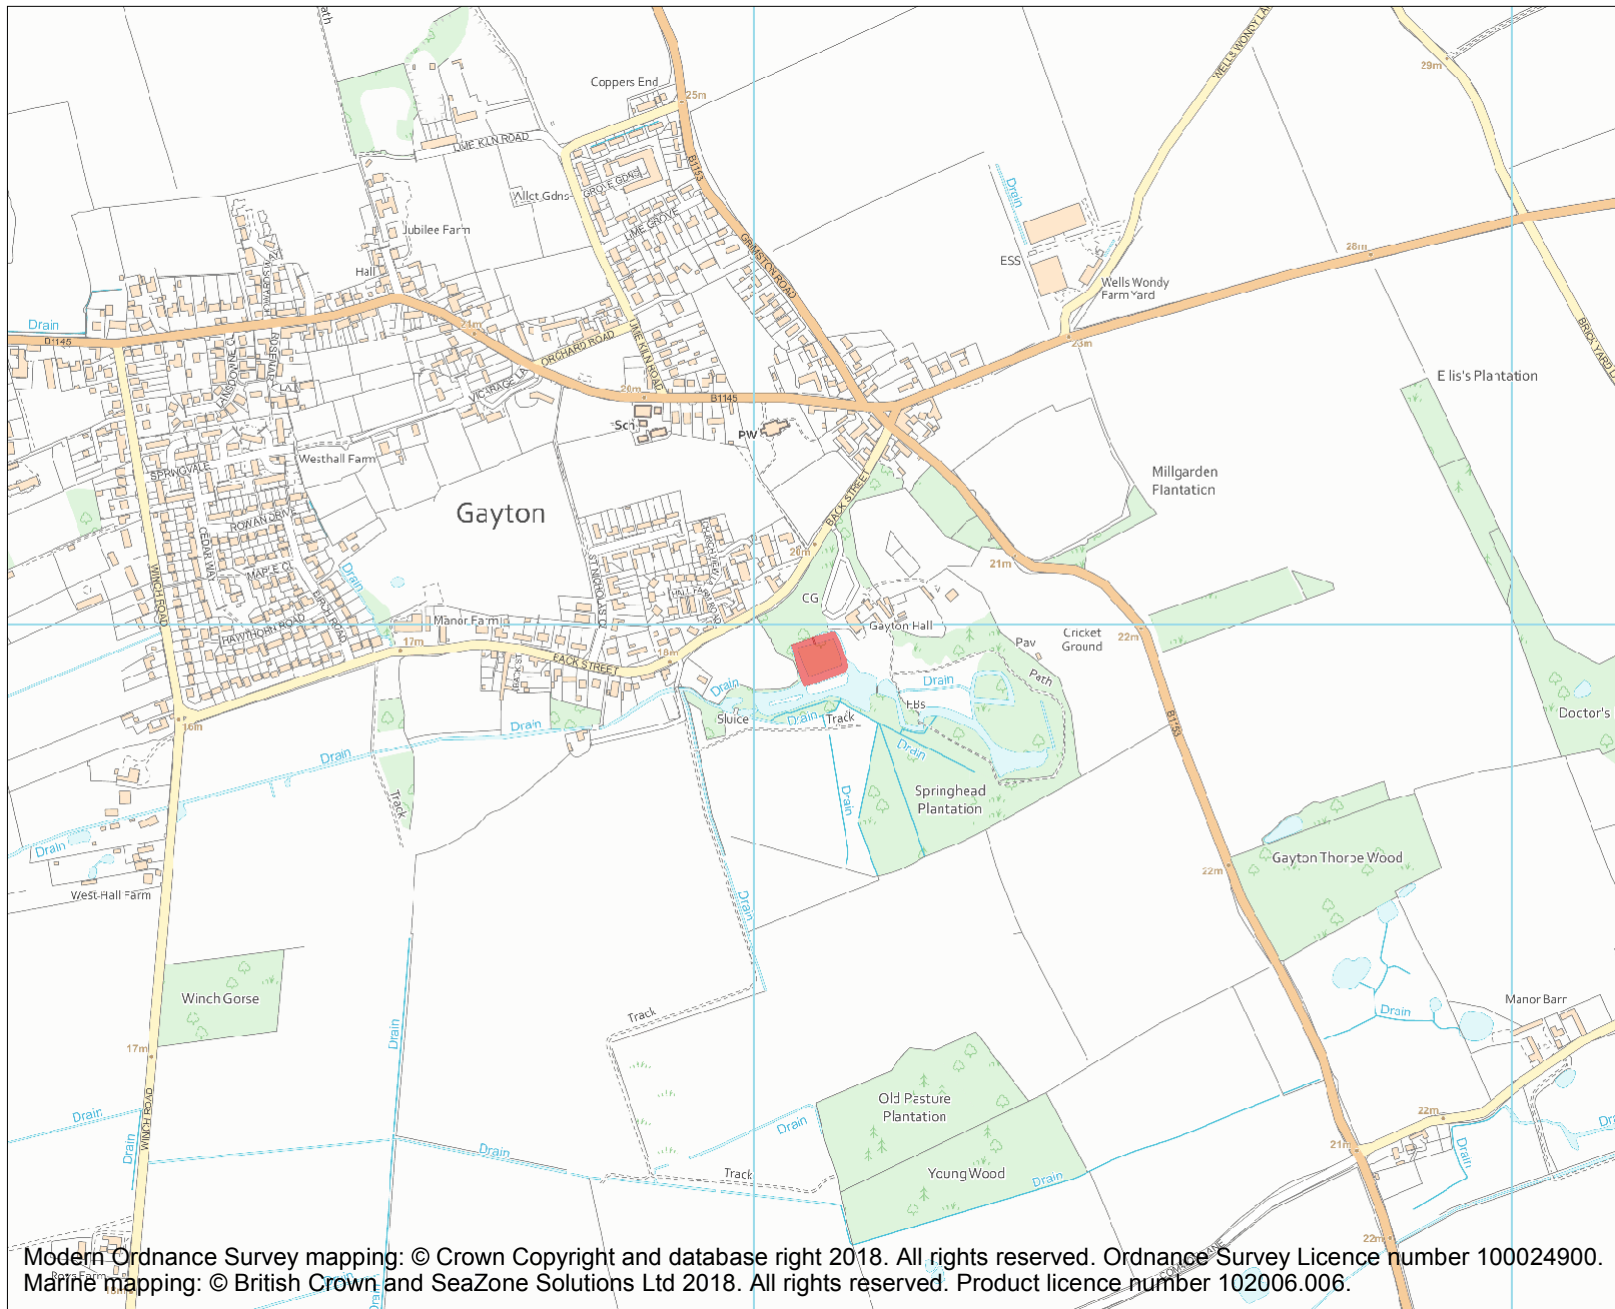 Coppers End
25m
29m
WELLS WONDY LA
LIME KILN ROAD
B1153
Drain
Allot Gdns
GROVE GDNS
LIME GROVE
Jubilee Farm
GRIMSTON ROAD
Hall
ESS
28m
Wells Wondy
Farm Yard
Drain
B1145
21m
ORCHARD ROAD
LIME KILN ROAD
23m
BRICK YARD L
VICARAGE LA
20m
B1145
Ellis's Plantation
Sch
PW
Westhall Farm
SPRINGVALE
Millgarden
Plantation
BACK STREET
Gayton
ROWAN DRIVE
CEDAR WAY
MAPLE CL
BIRCH ROAD
Drain
WINCH ROAD
ST NICHOLAS CL
20m
21m
CG
HAWTHORN ROAD
Manor Farm
Gayton Hall
Pav
Cricket
Ground
22m
17m
BACK STREET
18m
Path
Drain
Drain
16m
Drain
Sluice
Drain
Track
FBs
B1153
Doctor's
Drain
Drain
Track
Drain
Springhead
Plantation
Drain
West Hall Farm
22m
Gayton Thorpe Wood
Drain
Winch Gorse
Manor Barn
Drain
Track
Drain
17m
Old Pasture
Plantation
Drain
Drain
22m
WINCH ROAD
Drain
Drain
21m
Drain
Track
Young Wood
Drain
22m
Modern Ordnance Survey mapping: © Crown Copyright and database right 2018. All rights reserved. Ordnance Survey Licence number 100024900.
Marine mapping: © British Crown and SeaZone Solutions Ltd 2018. All rights reserved. Product licence number 102006.006.